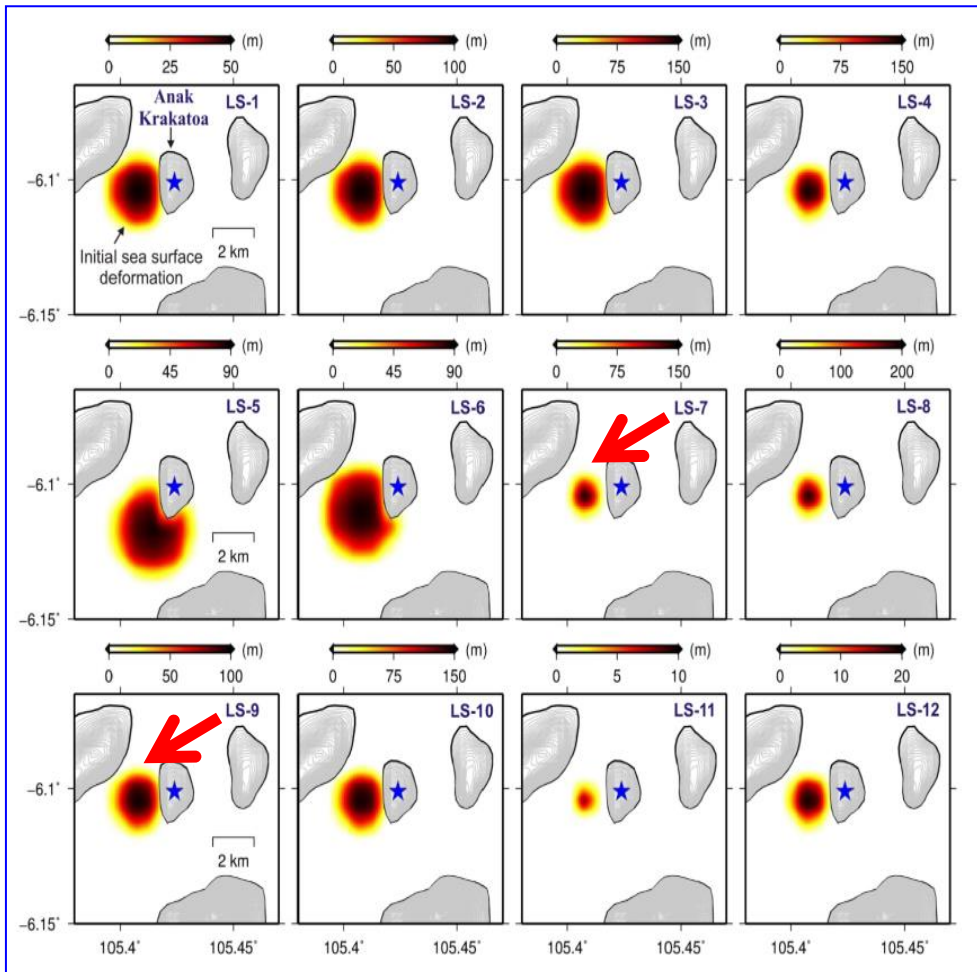 (m) (m) (m) (m)
0 25 50 0 50 100 0 75 150 0 75 150
LS-1 LS-2 LS-3 LS-4
Anak
Krakatoa
−6.1°
2 km
Initial sea surface
deformation
−6.15°
(m) (m) (m) (m)
0 45 90 0 45 90 0 75 150 0 100 200
LS-5 LS-6 LS-7 LS-8
−6.1°
2 km
−6.15°
(m) (m) (m) (m)
0 50 100 0 75 150 0 5 10 0 10 20
LS-9 LS-10 LS-11 LS-12
−6.1°
2 km
−6.15°
105.4° 105.45° 105.4° 105.45° 105.4° 105.45° 105.4° 105.45°